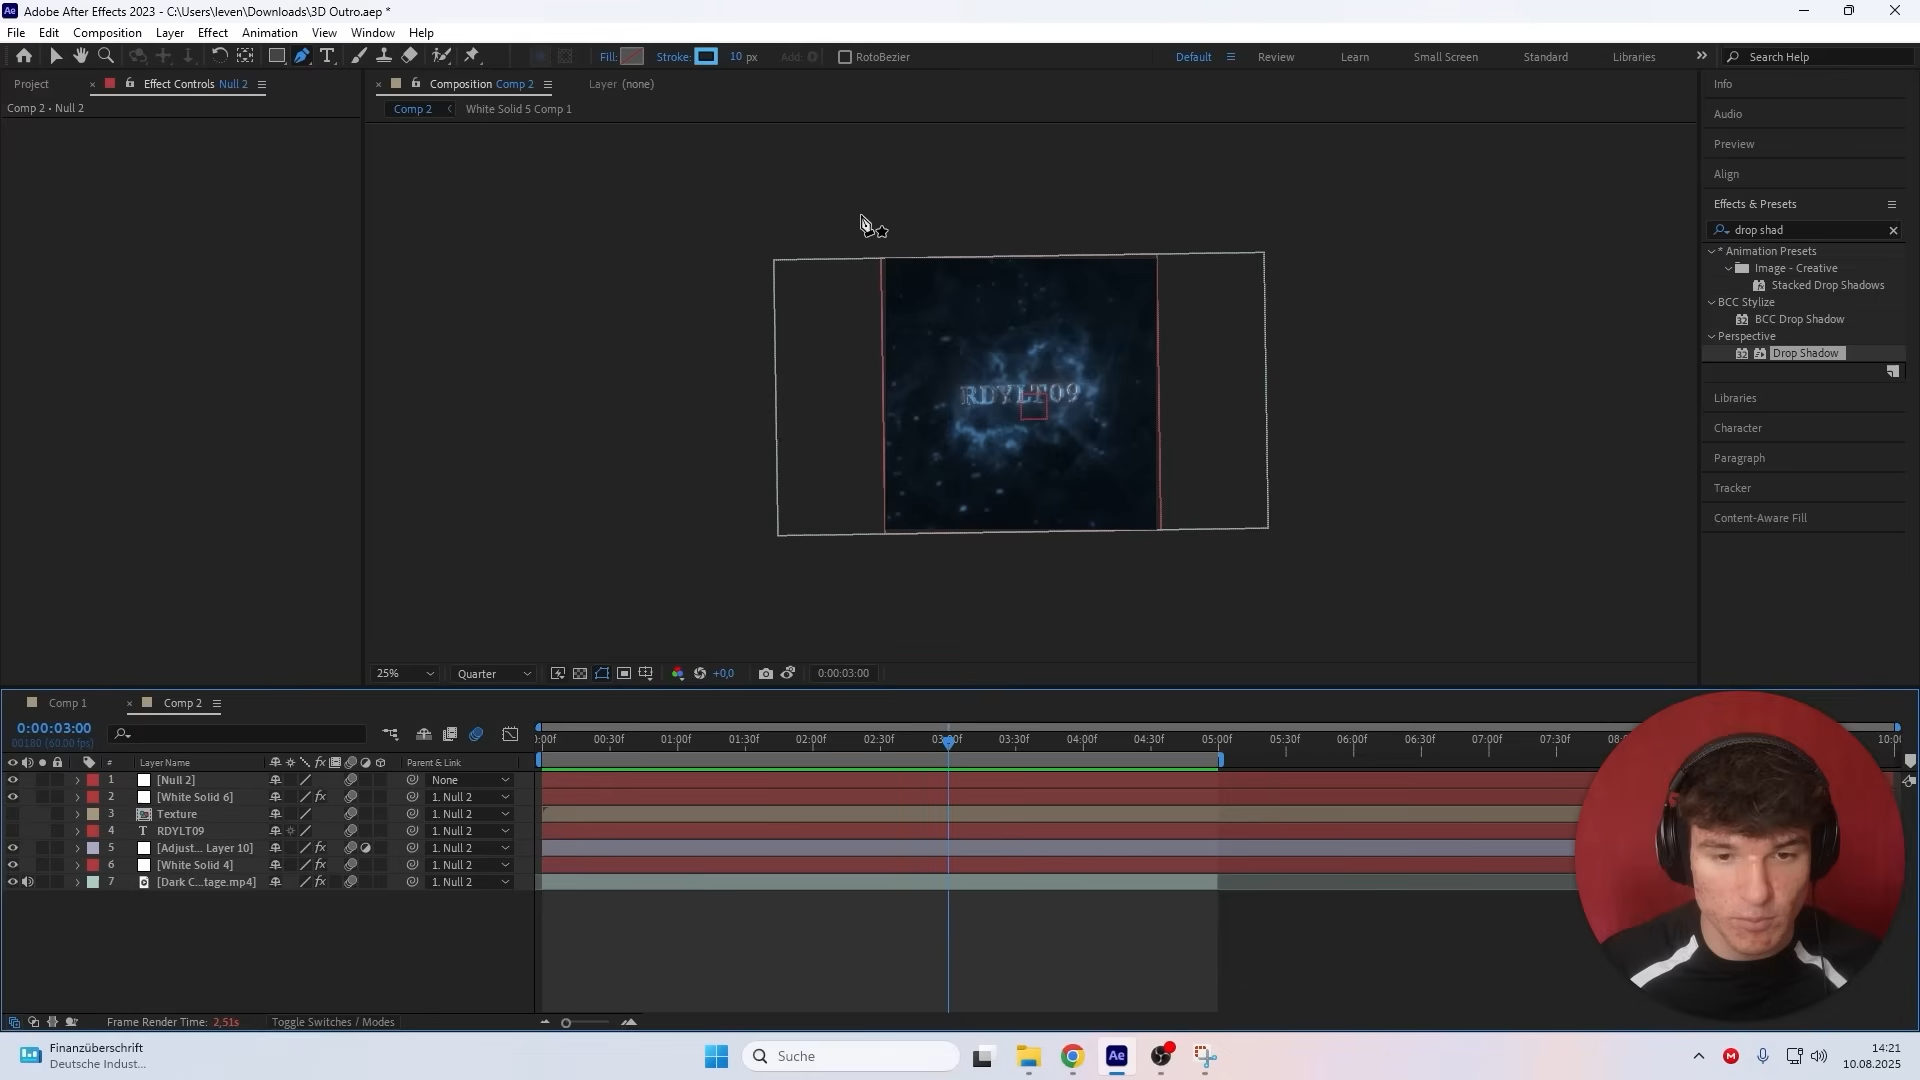 Adobe After Effects 2023 - C:\Users\leven\Downloads\3D Outro.aep *
File Edit Composition Layer Effect Animation View Window Help
Fill: Stroke: 10 px Add: RotoBezier Default Review Learn Small Screen Standard Libraries Search Help
Project Effect Controls Null 2 Composition Comp 2 Layer (none) Info
Comp 2 • Null 2 Comp 2 White Solid 5 Comp 1
Audio
Preview
Align
Effects & Presets
drop shad
* Animation Presets
Image - Creative
Stacked Drop Shadows
BCC Stylize
BCC Drop Shadow
Perspective
Drop Shadow
Libraries
RDYLT09
Character
Paragraph
Tracker
Content-Aware Fill
25% Quarter +0,0 0:00:03:00
Comp 1 Comp 2
0:00:03:00
00180 (60.00 fps)
:00f 00:30f 01:00f 01:30f 02:00f 02:30f 03:00f 03:30f 04:00f 04:30f 05:00f 05:30f 06:00f 06:30f 07:00f 07:30f 10:0
# Layer Name Parent & Link
1 [Null 2] None
2 [White Solid 6] 1. Null 2
3 Texture 1. Null 2
4 T RDYLT09 1. Null 2
5 [Adjust... Layer 10] 1. Null 2
6 [White Solid 4] 1. Null 2
7 [Dark C...tage.mp4] 1. Null 2
Frame Render Time: 2,51s Toggle Switches / Modes
Finanzüberschrift
Deutsche Indust...
Suche
14:21
10.08.2025